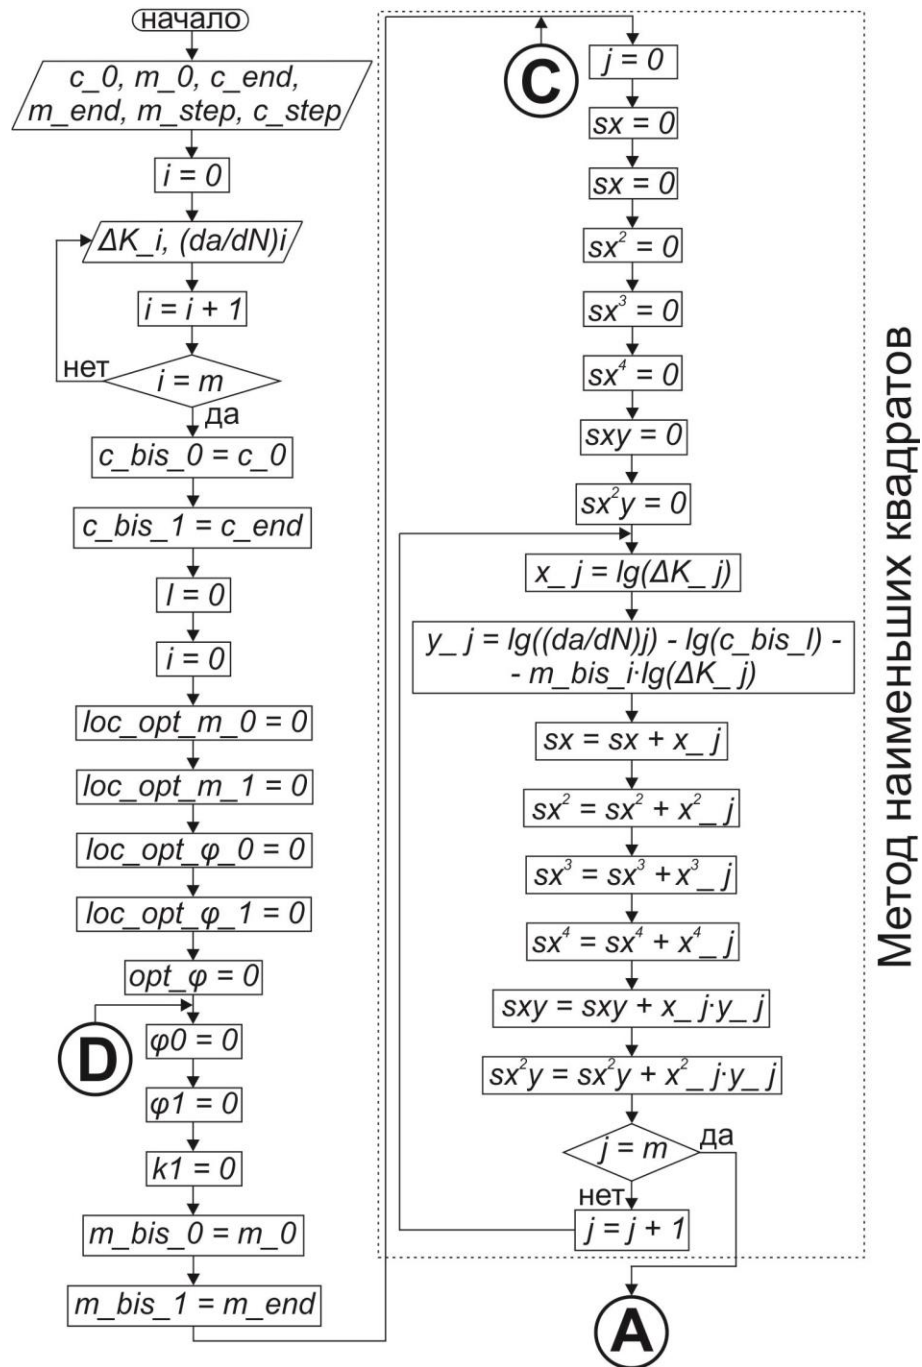 начало
c_0, m_0, c_end,
m_end, m_step, c_step
i = 0
ΔK_i, (da/dN)i
i = i + 1
нет
i = m
да
c_bis_0 = c_0
c_bis_1 = c_end
l = 0
i = 0
loc_opt_m_0 = 0
loc_opt_m_1 = 0
loc_opt_φ_0 = 0
loc_opt_φ_1 = 0
opt_φ = 0
D
φ0 = 0
φ1 = 0
k1 = 0
m_bis_0 = m_0
m_bis_1 = m_end
C
j = 0
sx = 0
sx = 0
sx² = 0
sx³ = 0
sx⁴ = 0
sxy = 0
sx²y = 0
x_ j = lg(ΔK_ j)
y_ j = lg((da/dN)j) - lg(c_bis_l) -
- m_bis_i·lg(ΔK_ j)
sx = sx + x_ j
sx² = sx² + x²_ j
sx³ = sx³ + x³_ j
sx⁴ = sx⁴ + x⁴_ j
sxy = sxy + x_ j·y_ j
sx²y = sx²y + x²_ j·y_ j
j = m
да
нет
j = j + 1
A
Метод наименьших квадратов